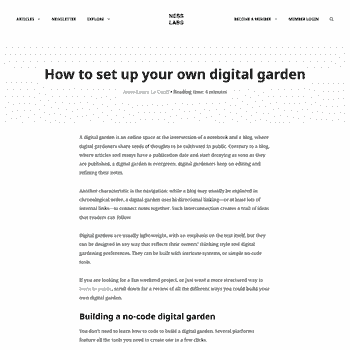 ARTICLES NEWSLETTER EXPLORE
NESS
LABS
BECOME A MEMBER MEMBER LOGIN
How to set up your own digital garden
Anne-Laure Le Cunff • Reading time: 4 minutes
A digital garden is an online space at the intersection of a notebook and a blog, where
digital gardeners share seeds of thoughts to be cultivated in public. Contrary to a blog,
where articles and essays have a publication date and start decaying as soon as they
are published, a digital garden is evergreen: digital gardeners keep on editing and
refining their notes.
Another characteristic is the navigation: while a blog may usually be explored in
chronological order, a digital garden uses bi-directional linking—or at least lots of
internal links—to connect notes together. Such interconnection creates a trail of ideas
that readers can follow
Digital gardens are usually lightweight, with an emphasis on the text itself, but they
can be designed in any way that reflects their owners' thinking style and digital
gardening preferences. They can be built with intricate systems, or simple no-code
tools.
If you are looking for a fun weekend project, or just want a more structured way to
learn in public, scroll down for a review of all the different ways you could build your
own digital garden.
Building a no-code digital garden
You don't need to learn how to code to build a digital garden. Several platforms
feature all the tools you need to create one in a few clicks.